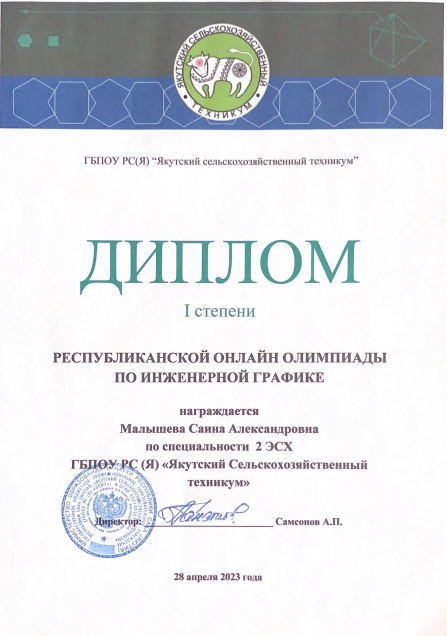 ЯКУТСКИЙ СЕЛЬСКОХОЗЯЙСТВЕННЫЙ
• ТЕХНИКУМ •
ГБПОУ РС(Я) “Якутский сельскохозяйственный техникум”
ДИПЛОМ
I степени
РЕСПУБЛИКАНСКОЙ ОНЛАЙН ОЛИМПИАДЫ
ПО ИНЖЕНЕРНОЙ ГРАФИКЕ
награждается
Малышева Саина Александровна
по специальности 2 ЭСХ
ГБПОУ РС (Я) «Якутский Сельскохозяйственный
техникум»
Директор: Самсонов А.П.
28 апреля 2023 года